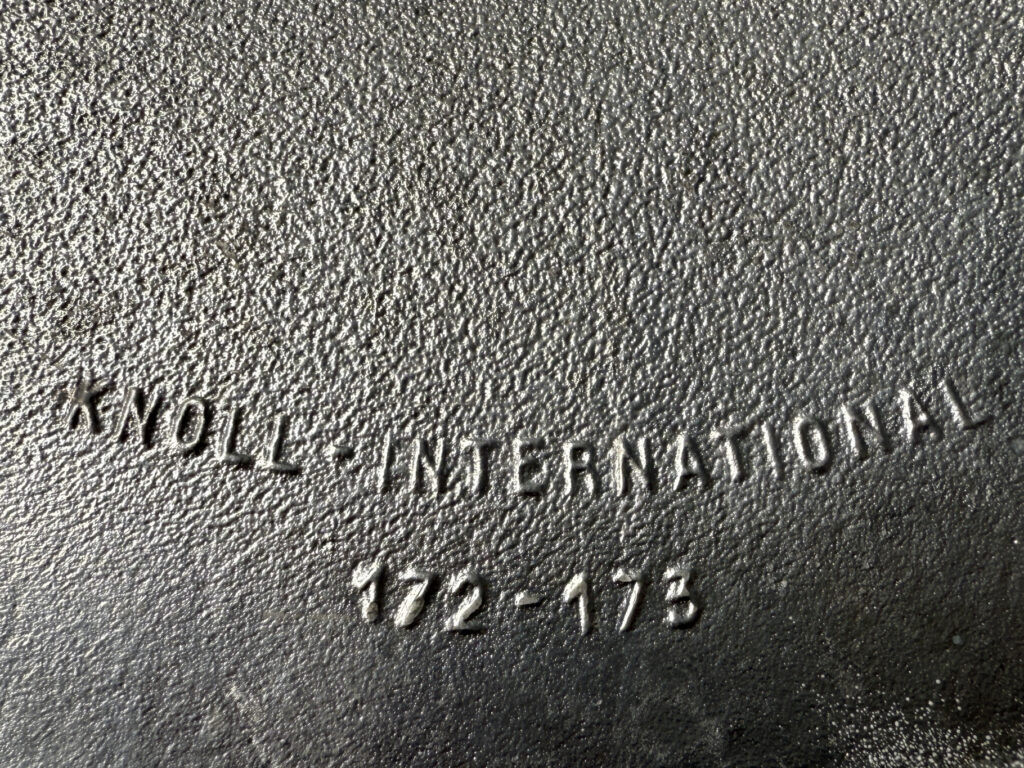 KNOLL - INTERNATIONAL
172-173